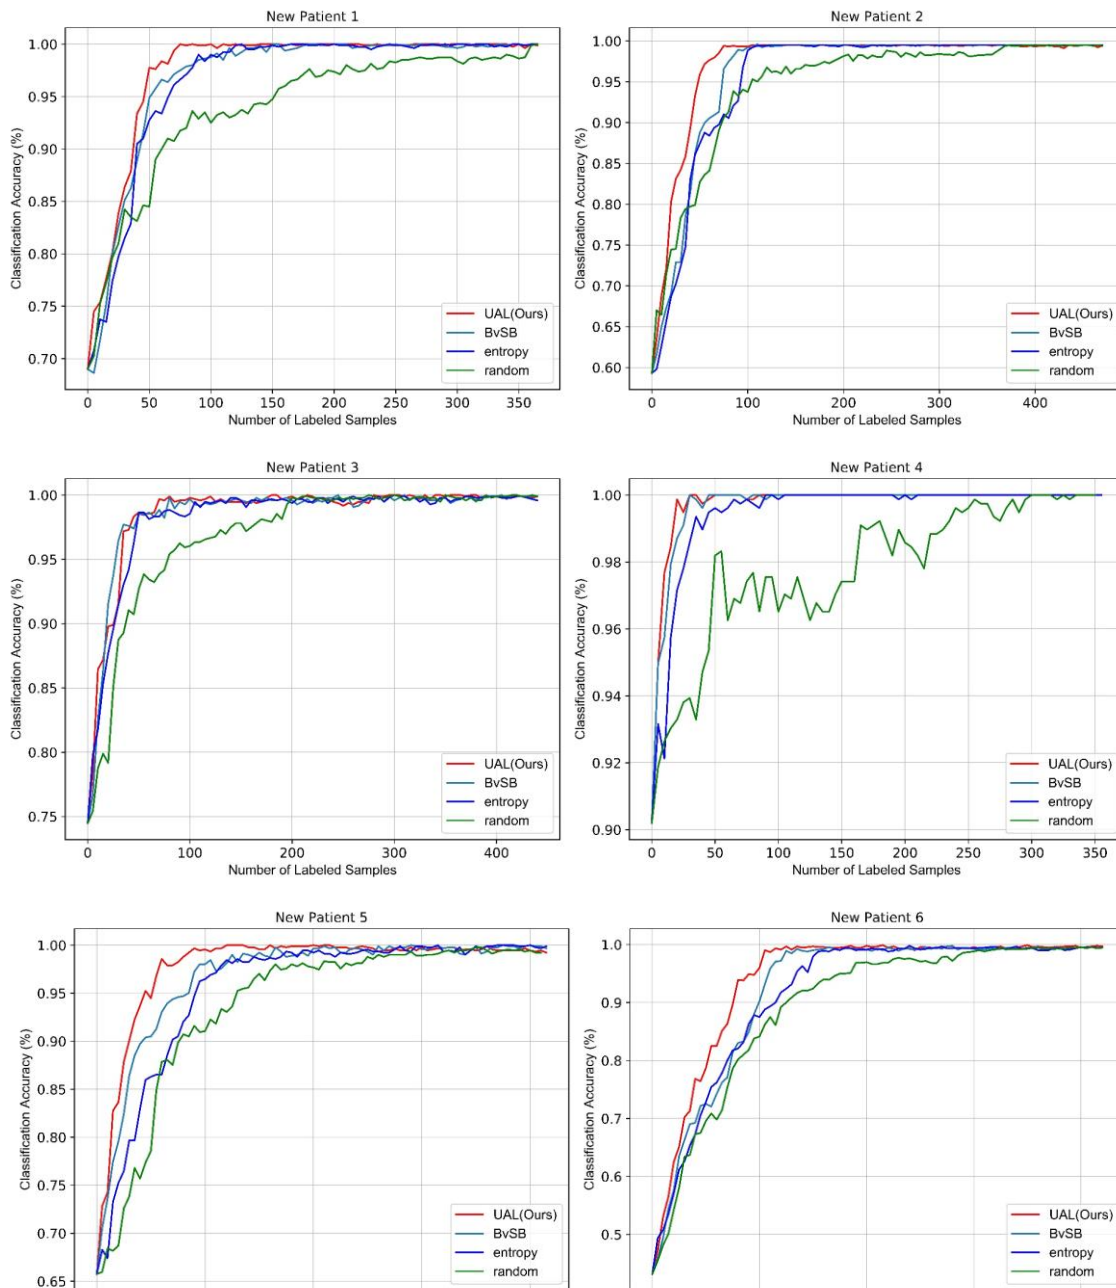 New Patient 1
1.00
0.95
0.90
0.85
0.80
0.75
0.70
Classification Accuracy (%)
UAL(Ours)
BvSB
entropy
random
0 50 100 150 200 250 300 350
Number of Labeled Samples
New Patient 2
1.00
0.95
0.90
0.85
0.80
0.75
0.70
0.65
0.60
Classification Accuracy (%)
UAL(Ours)
BvSB
entropy
random
0 100 200 300 400
Number of Labeled Samples
New Patient 3
1.00
0.95
0.90
0.85
0.80
0.75
Classification Accuracy (%)
UAL(Ours)
BvSB
entropy
random
0 100 200 300 400
Number of Labeled Samples
New Patient 4
1.00
0.98
0.96
0.94
0.92
0.90
Classification Accuracy (%)
UAL(Ours)
BvSB
entropy
random
0 50 100 150 200 250 300 350
Number of Labeled Samples
New Patient 5
1.00
0.95
0.90
0.85
0.80
0.75
0.70
0.65
Classification Accuracy (%)
UAL(Ours)
BvSB
entropy
random
New Patient 6
1.0
0.9
0.8
0.7
0.6
0.5
Classification Accuracy (%)
UAL(Ours)
BvSB
entropy
random